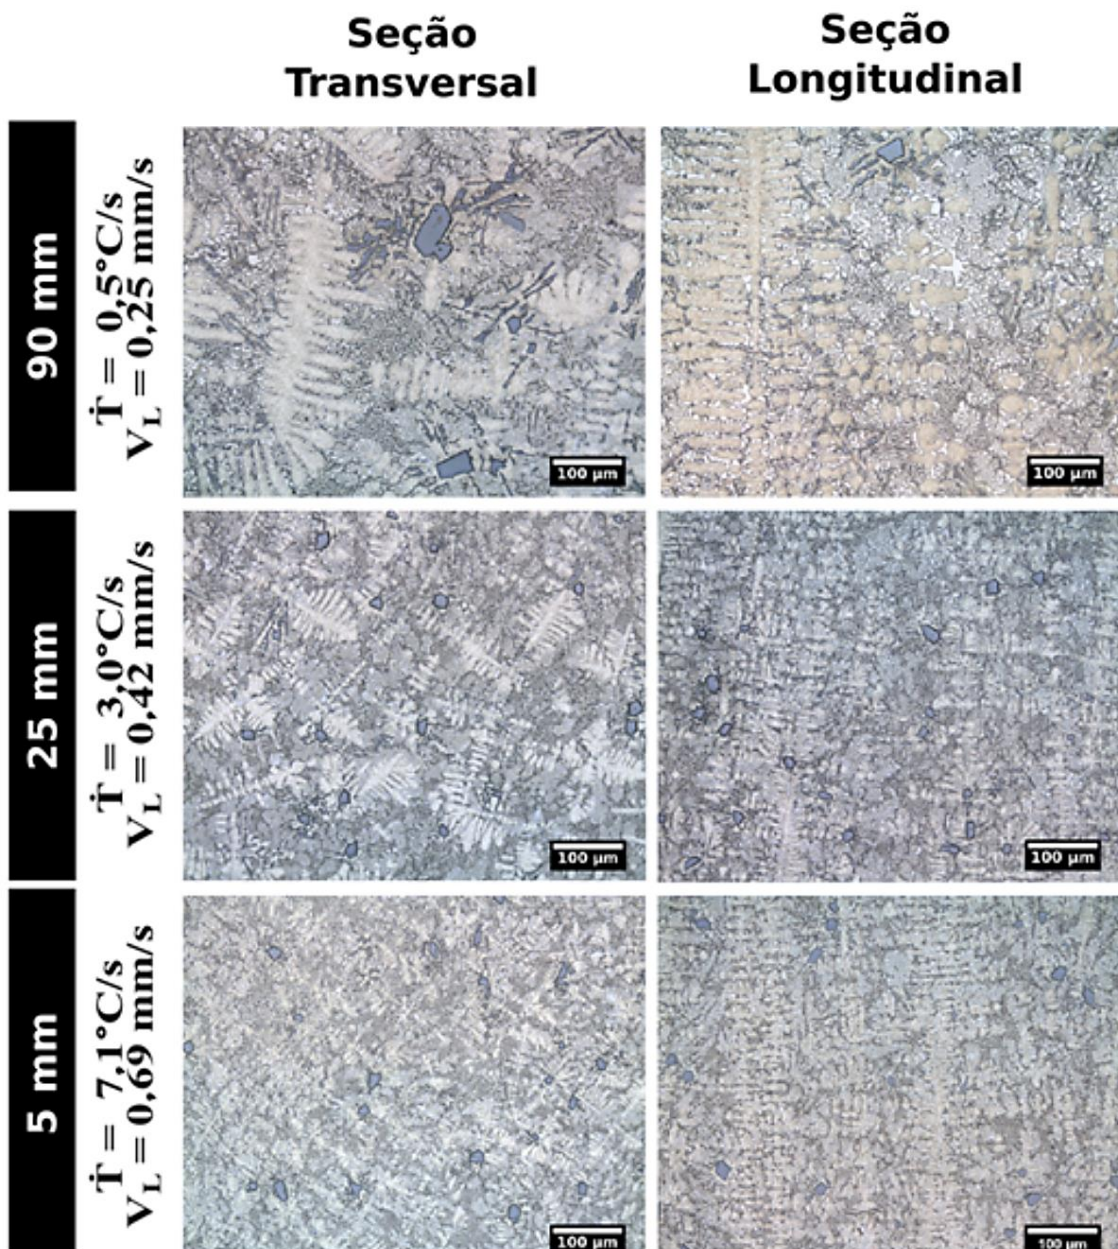 Seção
Transversal
Seção
Longitudinal
90 mm
Ṫ = 0,5°C/s
V_L = 0,25 mm/s
100 µm
100 µm
25 mm
Ṫ = 3,0°C/s
V_L = 0,42 mm/s
100 µm
100 µm
5 mm
Ṫ = 7,1°C/s
V_L = 0,69 mm/s
100 µm
100 µm